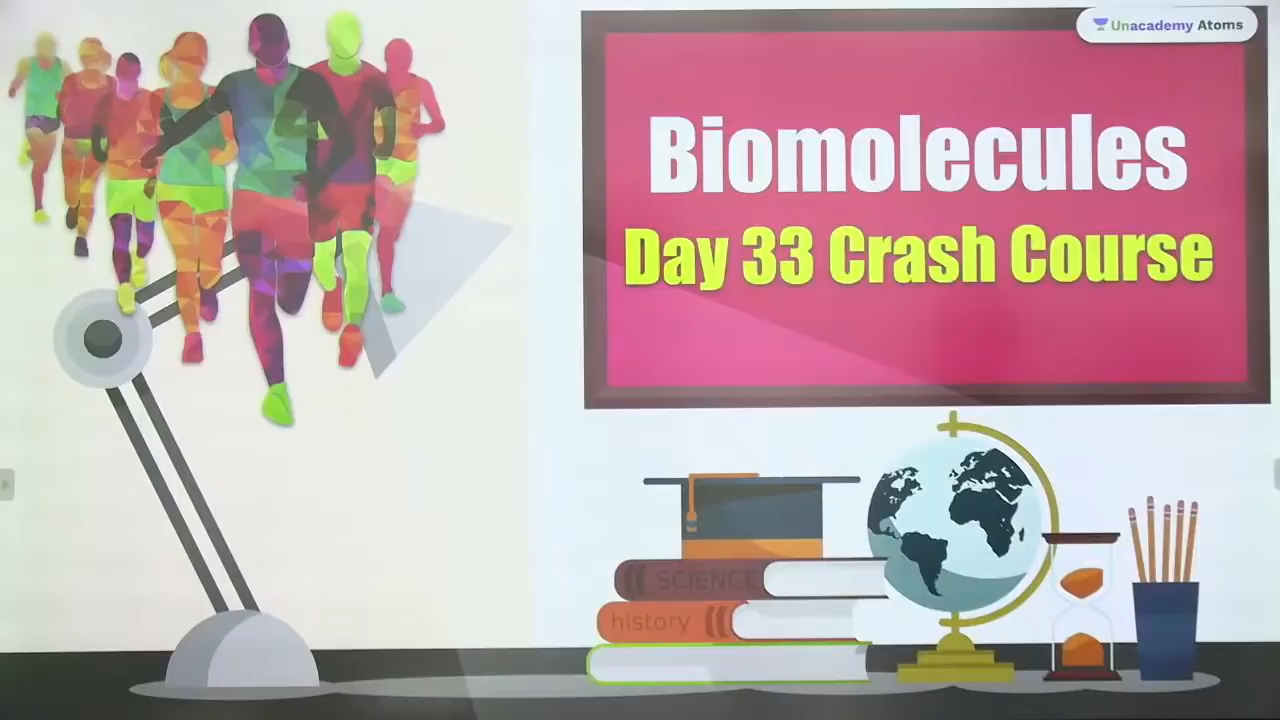 Unacademy Atoms
Biomolecules
Day 33 Crash Course
SCIENCE
history